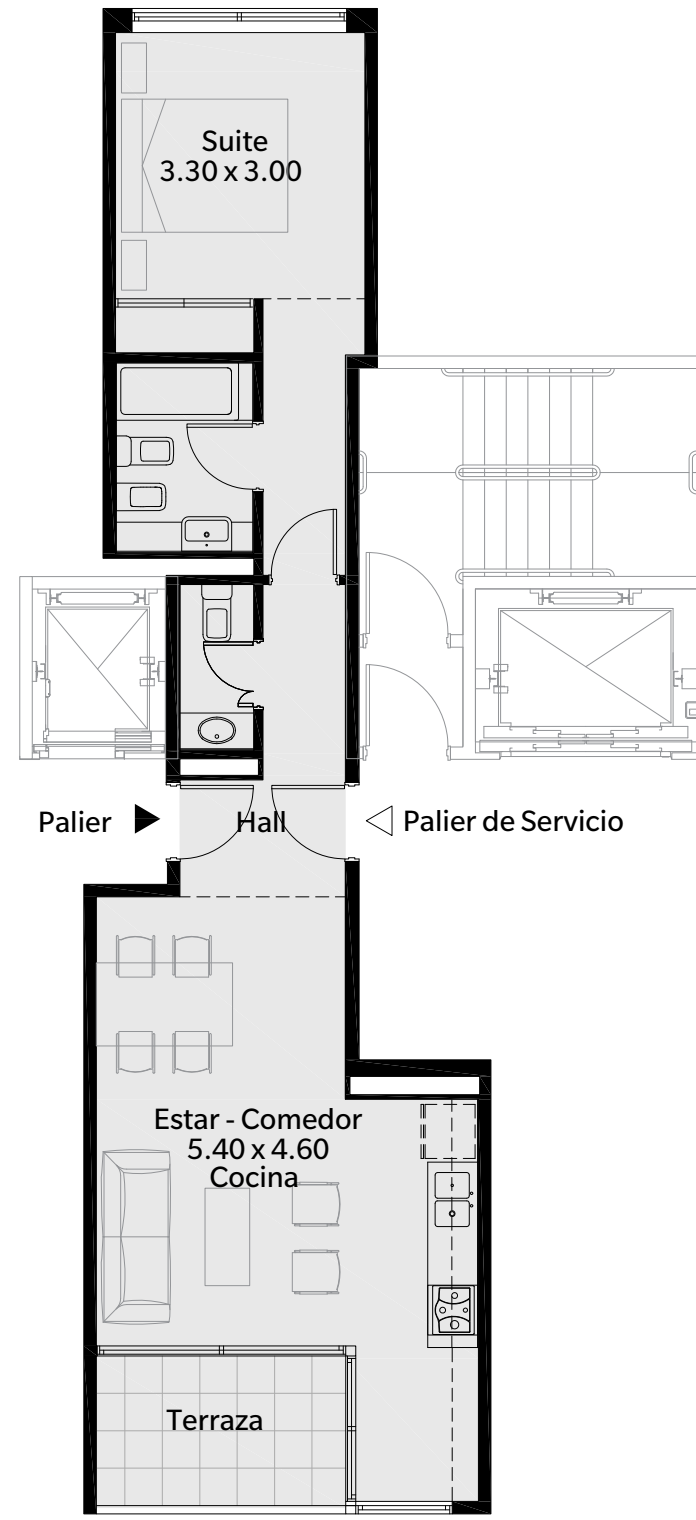 Suite
3.30 x 3.00
Palier
Hall
Palier de Servicio
Estar - Comedor
5.40 x 4.60
Cocina
Terraza